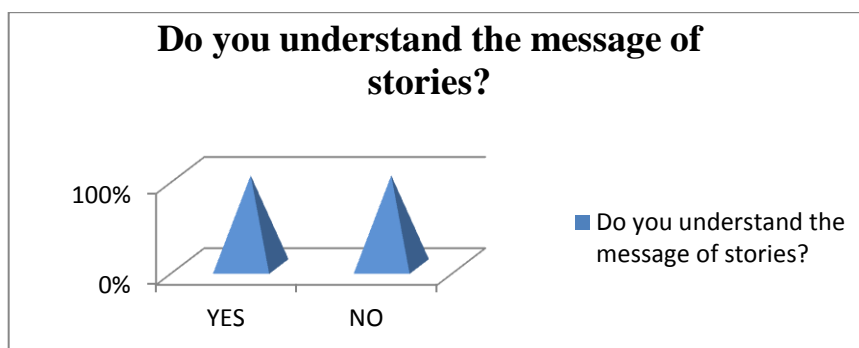 Do you understand the message of
stories?
100%
0%
YES NO
Do you understand the
message of stories?